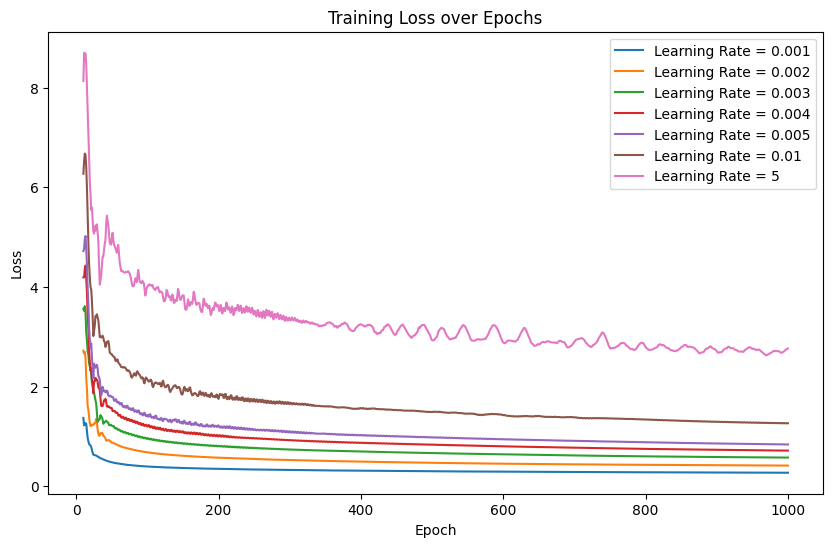 Training Loss over Epochs
Learning Rate = 0.001
Learning Rate = 0.002
Learning Rate = 0.003
Learning Rate = 0.004
Learning Rate = 0.005
Learning Rate = 0.01
Learning Rate = 5
Loss
8
6
4
2
0
0 200 400 600 800 1000
Epoch